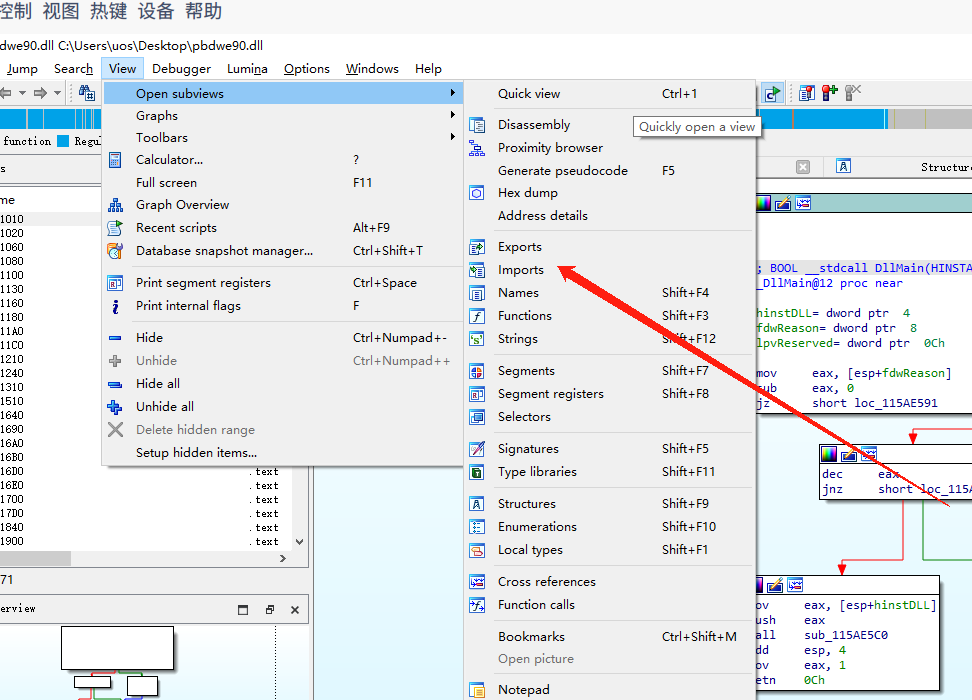 控制 视图 热键 设备 帮助
dwe90.dll C:\Users\uos\Desktop\pbdwe90.dll
Jump Search View Debugger Lumina Options Windows Help
function Regul
Structure
me
1010
1020
1060
1080
1100
1130
1160
1180
11A0
11C0
1210
1240
1310
1510
1640
1690
16A0
16B0
16D0 .text
16E0 .text
1700 .text
17D0 .text
1840 .text
1900 .text
71
erview
Open subviews
Graphs
Toolbars
Calculator... ?
Full screen F11
Graph Overview
Recent scripts Alt+F9
Database snapshot manager... Ctrl+Shift+T
Print segment registers Ctrl+Space
Print internal flags F
Hide Ctrl+Numpad+-
Unhide Ctrl+Numpad++
Hide all
Unhide all
Delete hidden range
Setup hidden items...
Quick view Ctrl+1
Disassembly
Quickly open a view
Proximity browser
Generate pseudocode F5
Hex dump
Address details
Exports
Imports
Names Shift+F4
Functions Shift+F3
Strings Shift+F12
Segments Shift+F7
Segment registers Shift+F8
Selectors
Signatures Shift+F5
Type libraries Shift+F11
Structures Shift+F9
Enumerations Shift+F10
Local types Shift+F1
Cross references
Function calls
Bookmarks Ctrl+Shift+M
Open picture
Notepad
; BOOL __stdcall DllMain(HINSTA
_DllMain@12 proc near
hinstDLL= dword ptr 4
fdwReason= dword ptr 8
lpvReserved= dword ptr 0Ch
mov eax, [esp+fdwReason]
sub eax, 0
jz short loc_115AE591
dec eax
jnz short loc_115A
ov eax, [esp+hinstDLL]
ush eax
all sub_115AE5C0
dd esp, 4
ov eax, 1
etn 0Ch